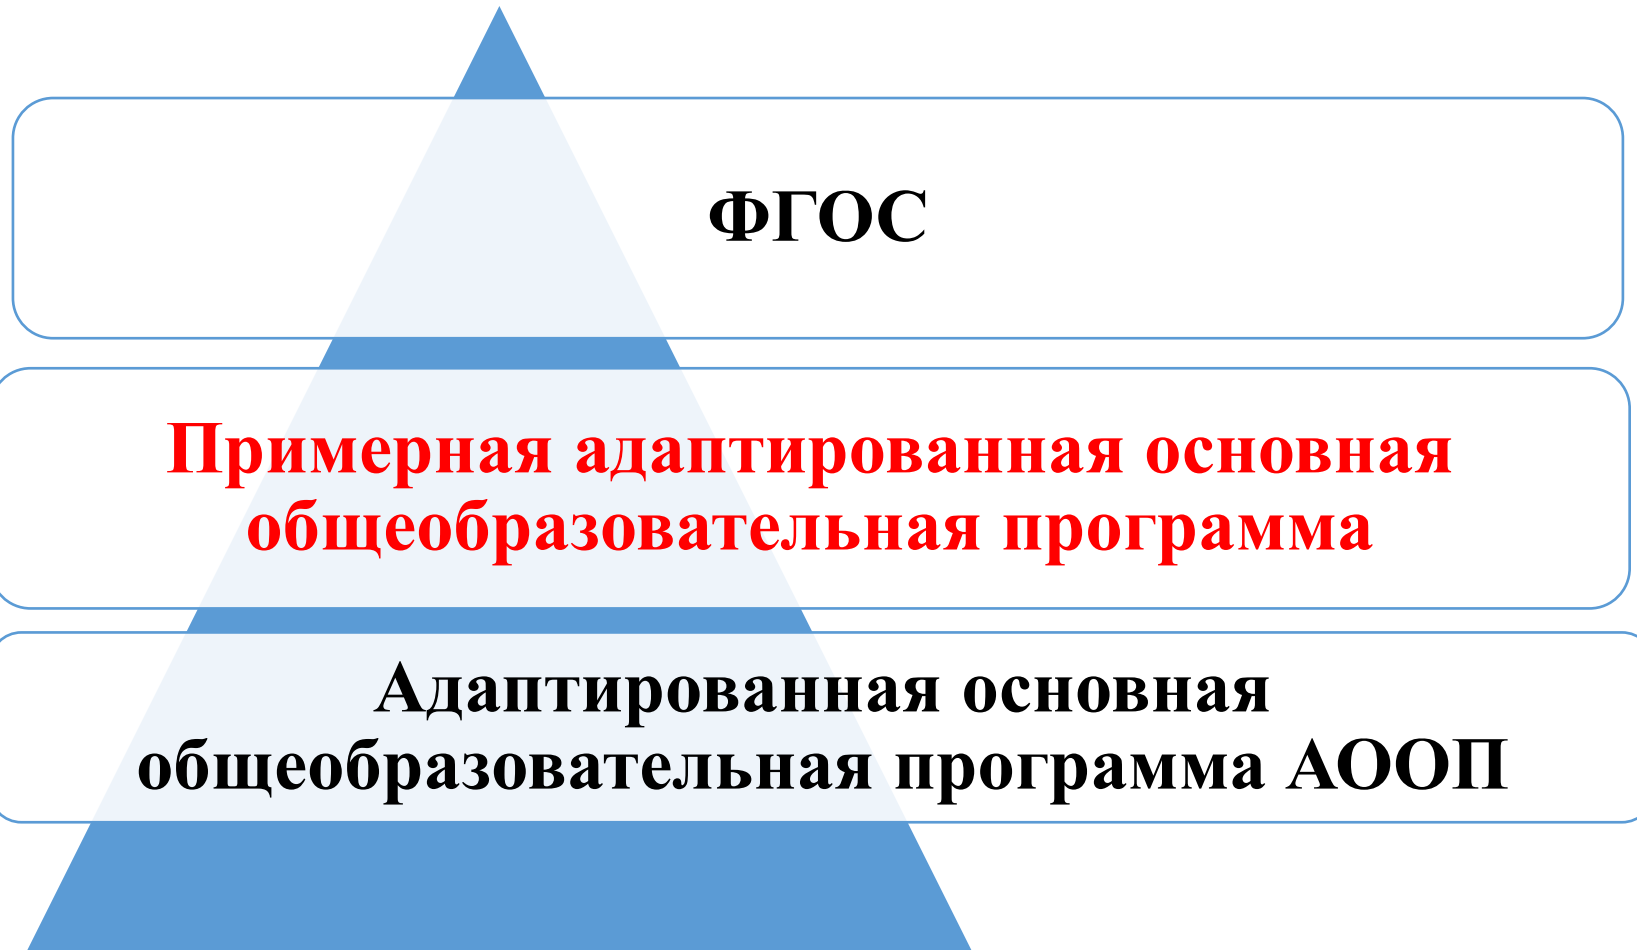 ФГОС
Примерная адаптированная основная
общеобразовательная программа
Адаптированная основная
общеобразовательная программа АООП